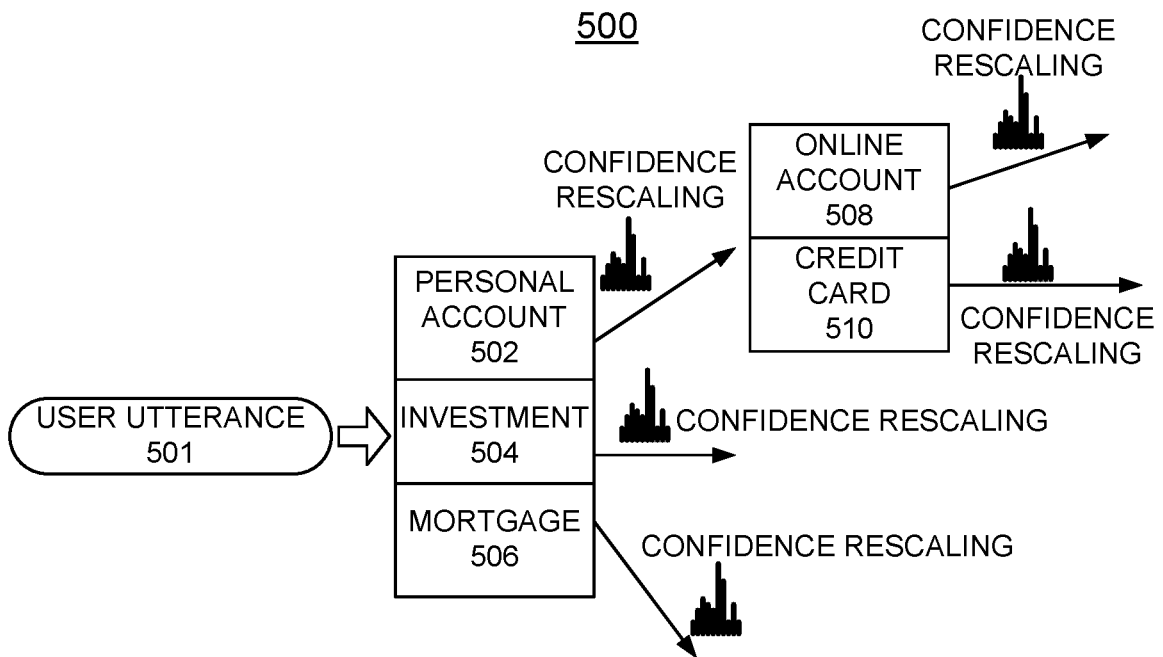 500
CONFIDENCE
RESCALING
CONFIDENCE
RESCALING
ONLINE
ACCOUNT
508
CREDIT
CARD
510
CONFIDENCE
RESCALING
PERSONAL
ACCOUNT
502
USER UTTERANCE
501
INVESTMENT
504
CONFIDENCE RESCALING
MORTGAGE
506
CONFIDENCE RESCALING